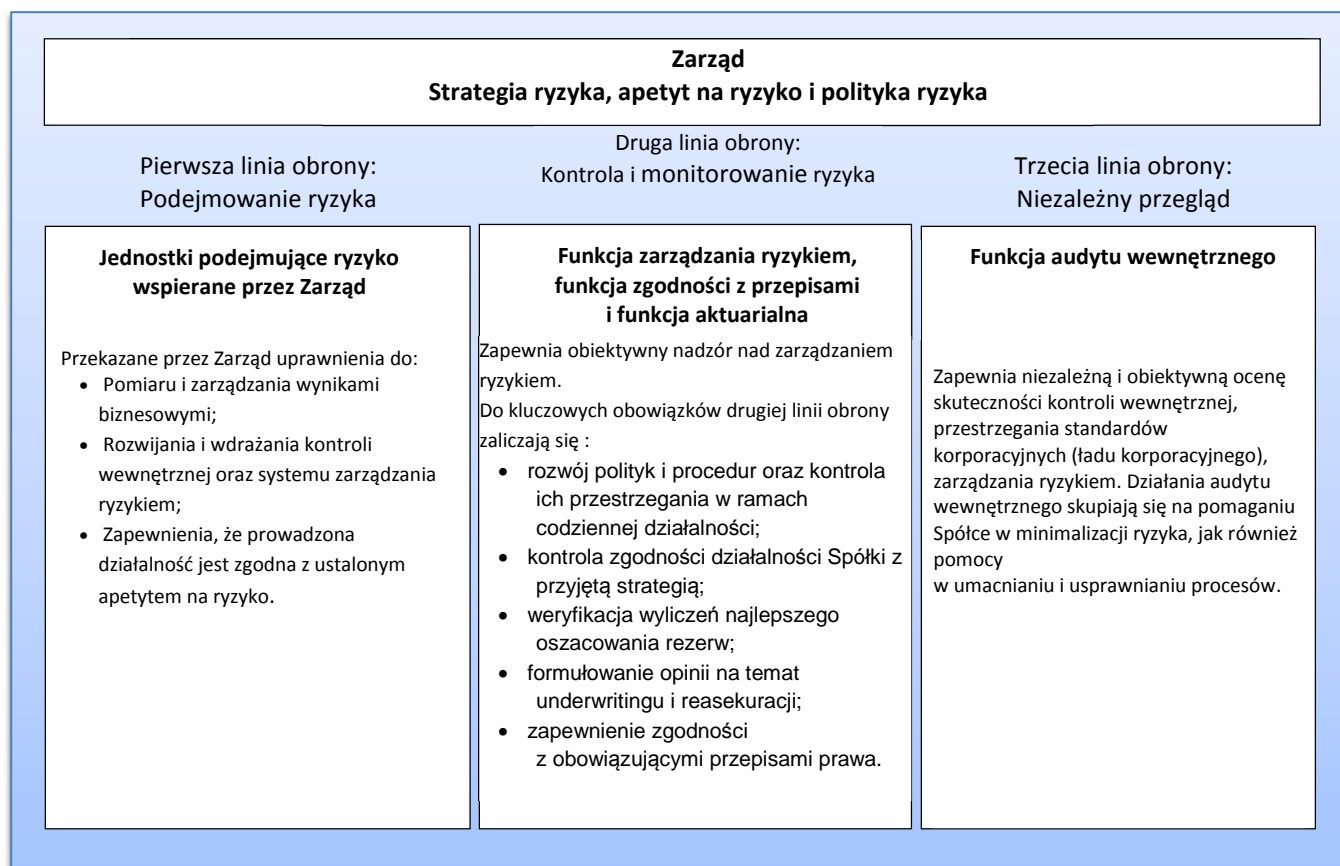 Zarząd
Strategia ryzyka, apetyt na ryzyko i polityka ryzyka
Pierwsza linia obrony:
Podejmowanie ryzyka
Druga linia obrony:
Kontrola i monitorowanie ryzyka
Trzecia linia obrony:
Niezależny przegląd
Jednostki podejmujące ryzyko
wspierane przez Zarząd
Przekazane przez Zarząd uprawnienia do:
• Pomiaru i zarządzania wynikami
biznesowymi;
• Rozwijania i wdrażania kontroli
wewnętrznej oraz systemu zarządzania
ryzykiem;
• Zapewnienia, że prowadzona
działalność jest zgodna z ustalonym
apetytem na ryzyko.
Funkcja zarządzania ryzykiem,
funkcja zgodności z przepisami
i funkcja aktuarialna
Zapewnia obiektywny nadzór nad zarządzaniem
ryzykiem.
Do kluczowych obowiązków drugiej linii obrony
zaliczają się :
• rozwój polityk i procedur oraz kontrola
ich przestrzegania w ramach
codziennej działalności;
• kontrola zgodności działalności Spółki z
przyjętą strategią;
• weryfikacja wyliczeń najlepszego
oszacowania rezerw;
• formułowanie opinii na temat
underwritingu i reasekuracji;
• zapewnienie zgodności
z obowiązującymi przepisami prawa.
Funkcja audytu wewnętrznego
Zapewnia niezależną i obiektywną ocenę
skuteczności kontroli wewnętrznej,
przestrzegania standardów
korporacyjnych (ładu korporacyjnego),
zarządzania ryzykiem. Działania audytu
wewnętrznego skupiają się na pomaganiu
Spółce w minimalizacji ryzyka, jak również
pomocy
w umacnianiu i usprawnianiu procesów.